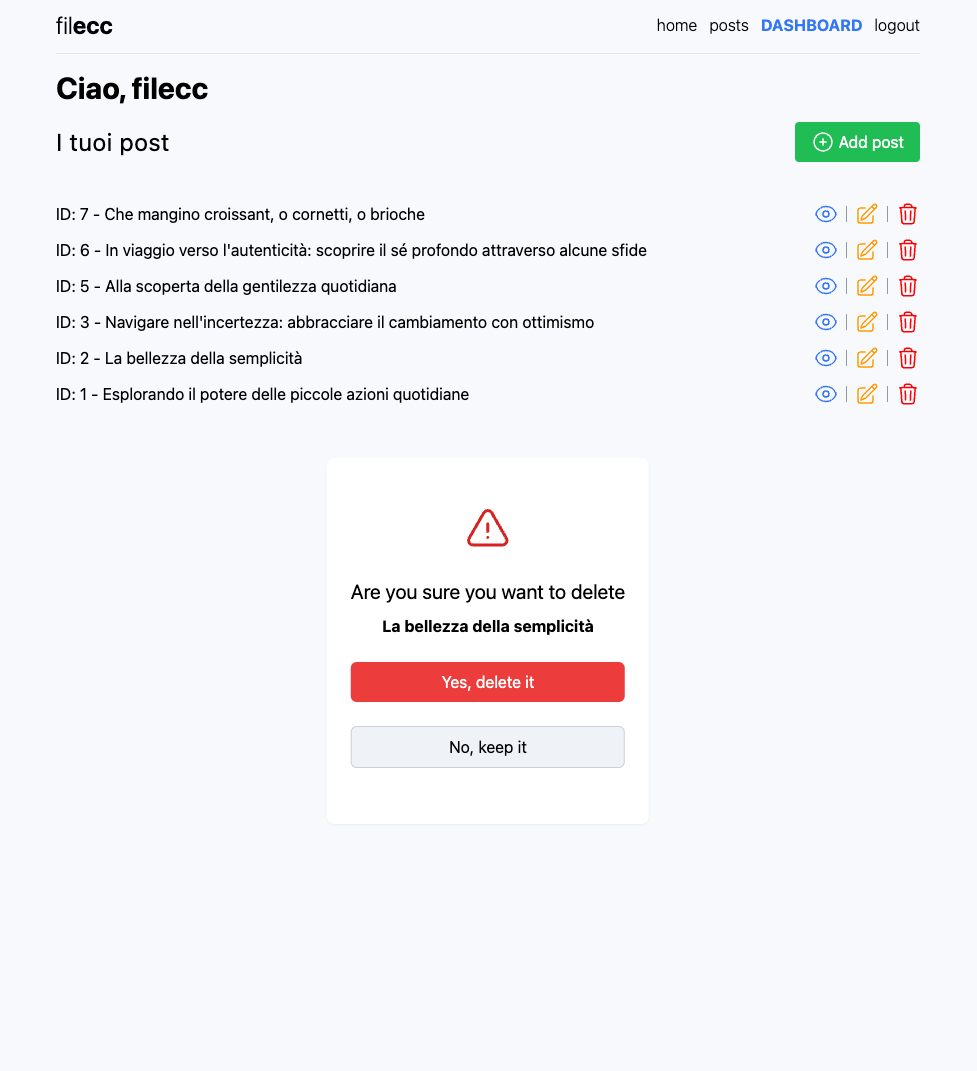 filecc
home posts DASHBOARD logout
Ciao, filecc
I tuoi post
Add post
ID: 7 - Che mangino croissant, o cornetti, o brioche
ID: 6 - In viaggio verso l'autenticità: scoprire il sé profondo attraverso alcune sfide
ID: 5 - Alla scoperta della gentilezza quotidiana
ID: 3 - Navigare nell'incertezza: abbracciare il cambiamento con ottimismo
ID: 2 - La bellezza della semplicità
ID: 1 - Esplorando il potere delle piccole azioni quotidiane
Are you sure you want to delete
La bellezza della semplicità
Yes, delete it
No, keep it